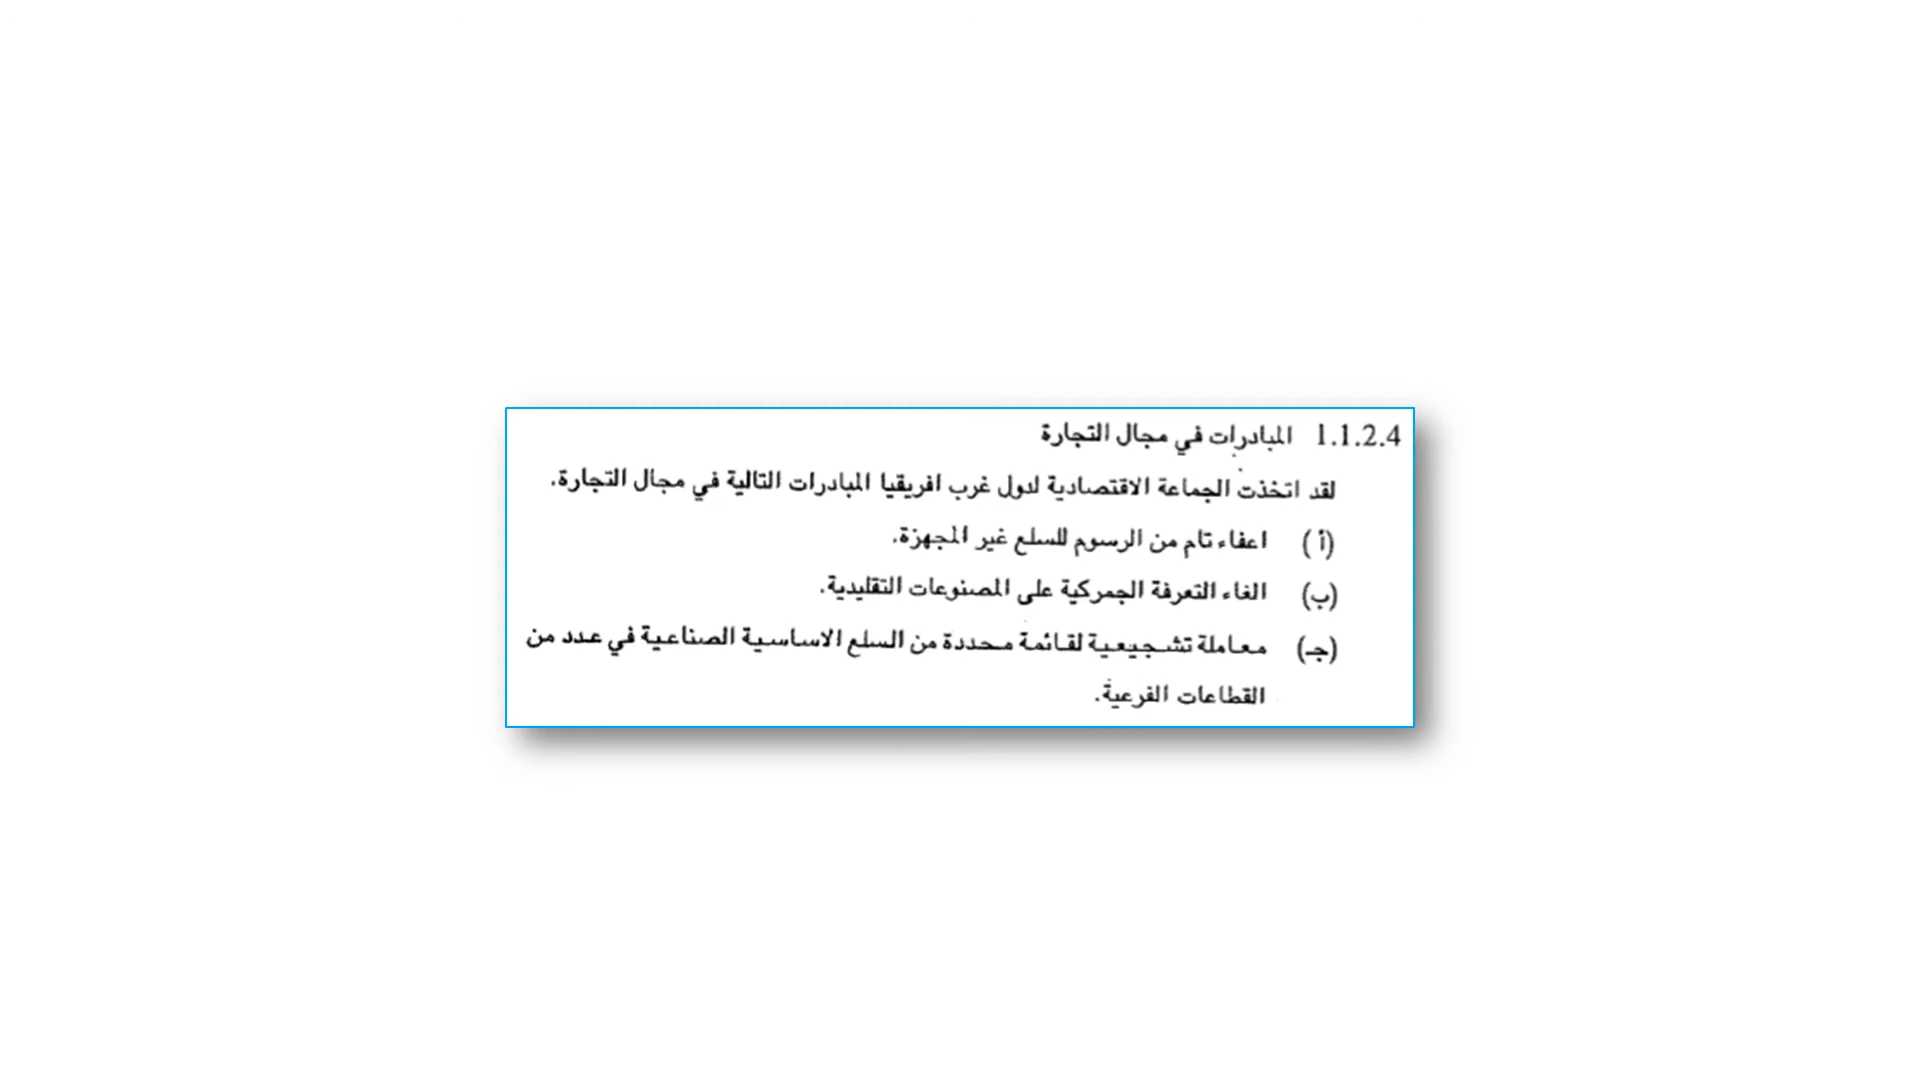 1.1.2.4 المبادرات في مجال التجارة
لقد اتخذت الجماعة الاقتصادية لدول غرب افريقيا المبادرات التالية في مجال التجارة.
(أ) اعفاء تام من الرسوم للسلع غير المجهزة.
(ب) الغاء التعرفة الجمركية على المصنوعات التقليدية.
(جـ) معاملة تشجيعية لقائمة محددة من السلع الاساسية الصناعية في عدد من
القطاعات الفرعية.